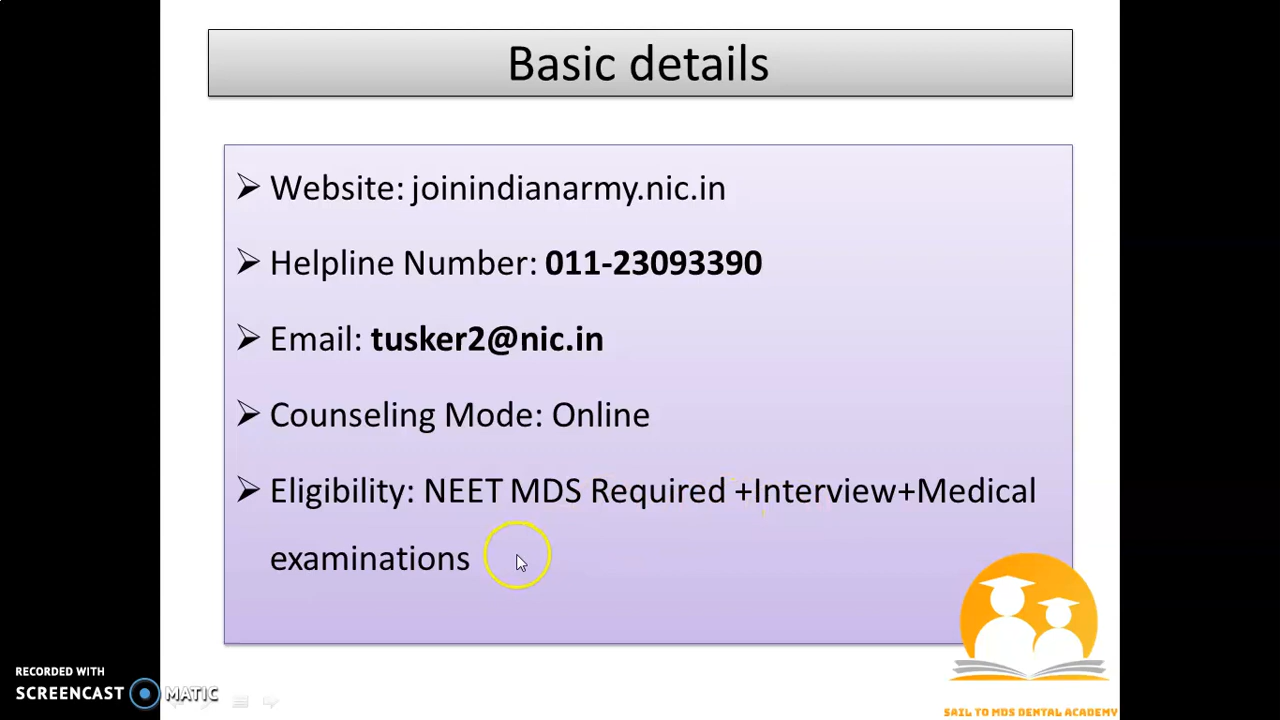 Basic details
➢ Website: joinindianarmy.nic.in
➢ Helpline Number: 011-23093390
➢ Email: tusker2@nic.in
➢ Counseling Mode: Online
➢ Eligibility: NEET MDS Required +Interview+Medical
examinations
RECORDED WITH
SCREENCAST MATIC
SAIL TO MDS DENTAL ACADEMY